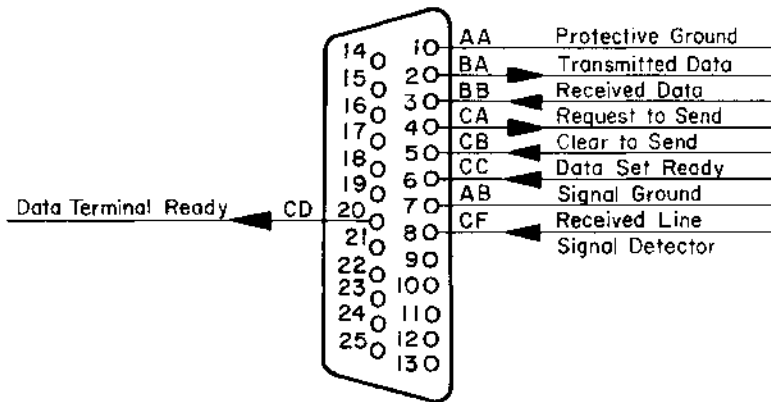 1 AA Protective Ground
14
2 BA Transmitted Data
15
3 BB Received Data
16
4 CA Request to Send
17
5 CB Clear to Send
18
6 CC Data Set Ready
19
7 AB Signal Ground
Data Terminal Ready CD 20
8 CF Received Line
Signal Detector
21
9
22
10
23
11
24
12
25
13